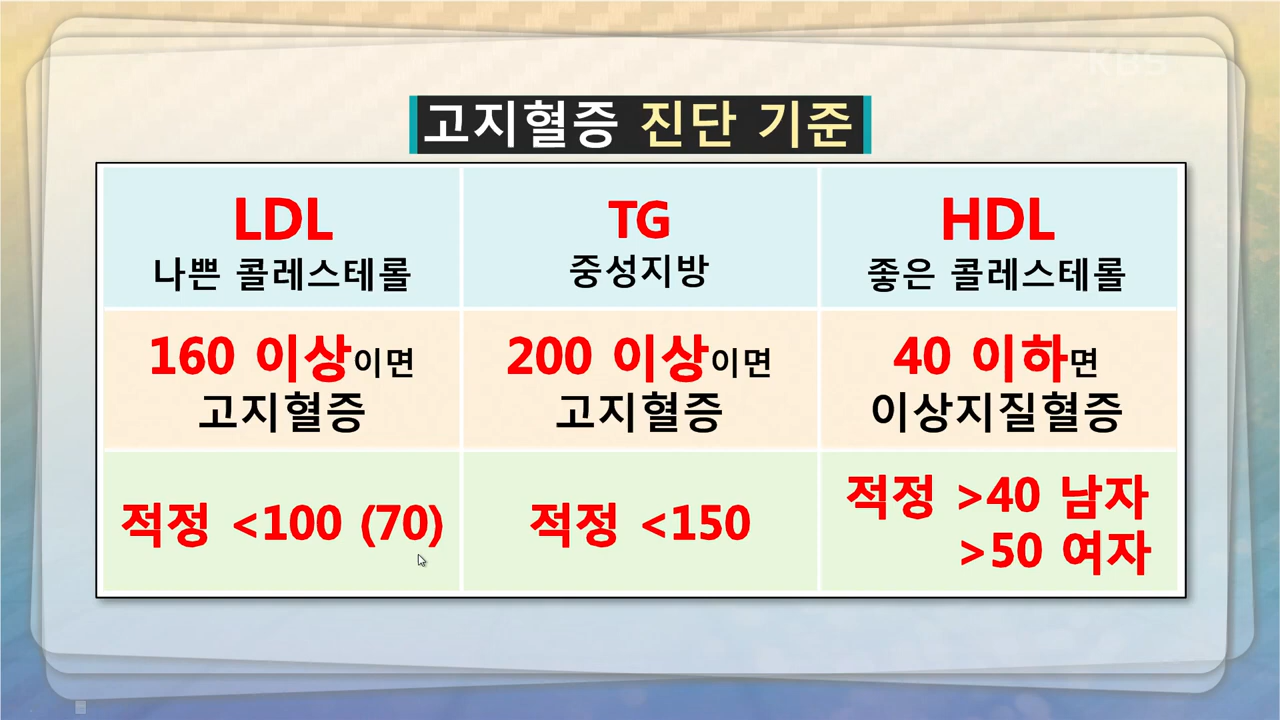 KBS
고지혈증 진단 기준
LDL
나쁜 콜레스테롤
TG
중성지방
HDL
좋은 콜레스테롤
160 이상이면
고지혈증
200 이상이면
고지혈증
40 이하면
이상지질혈증
적정 <100 (70)
적정 <150
적정 >40 남자
>50 여자